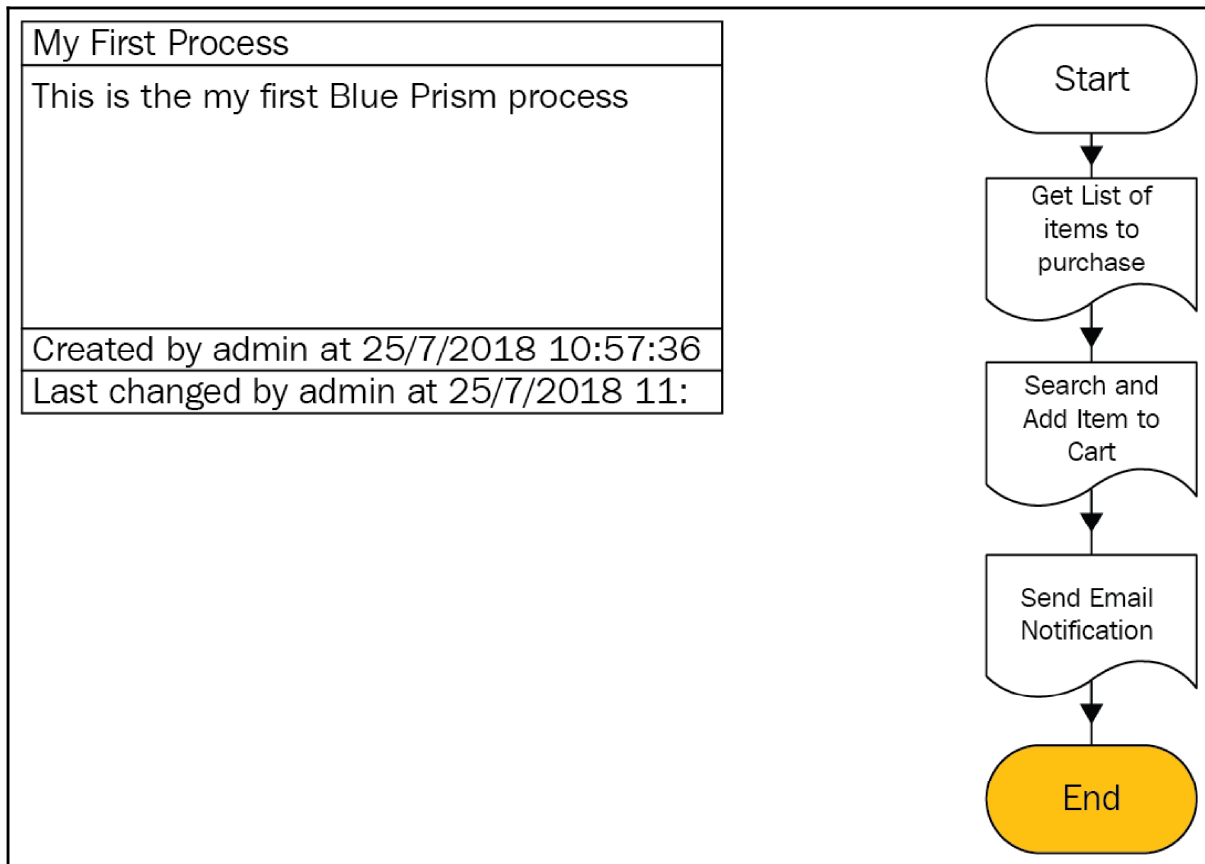 My First Process
This is the my first Blue Prism process
Created by admin at 25/7/2018 10:57:36
Last changed by admin at 25/7/2018 11:
Start
Get List of
items to
purchase
Search and
Add Item to
Cart
Send Email
Notification
End